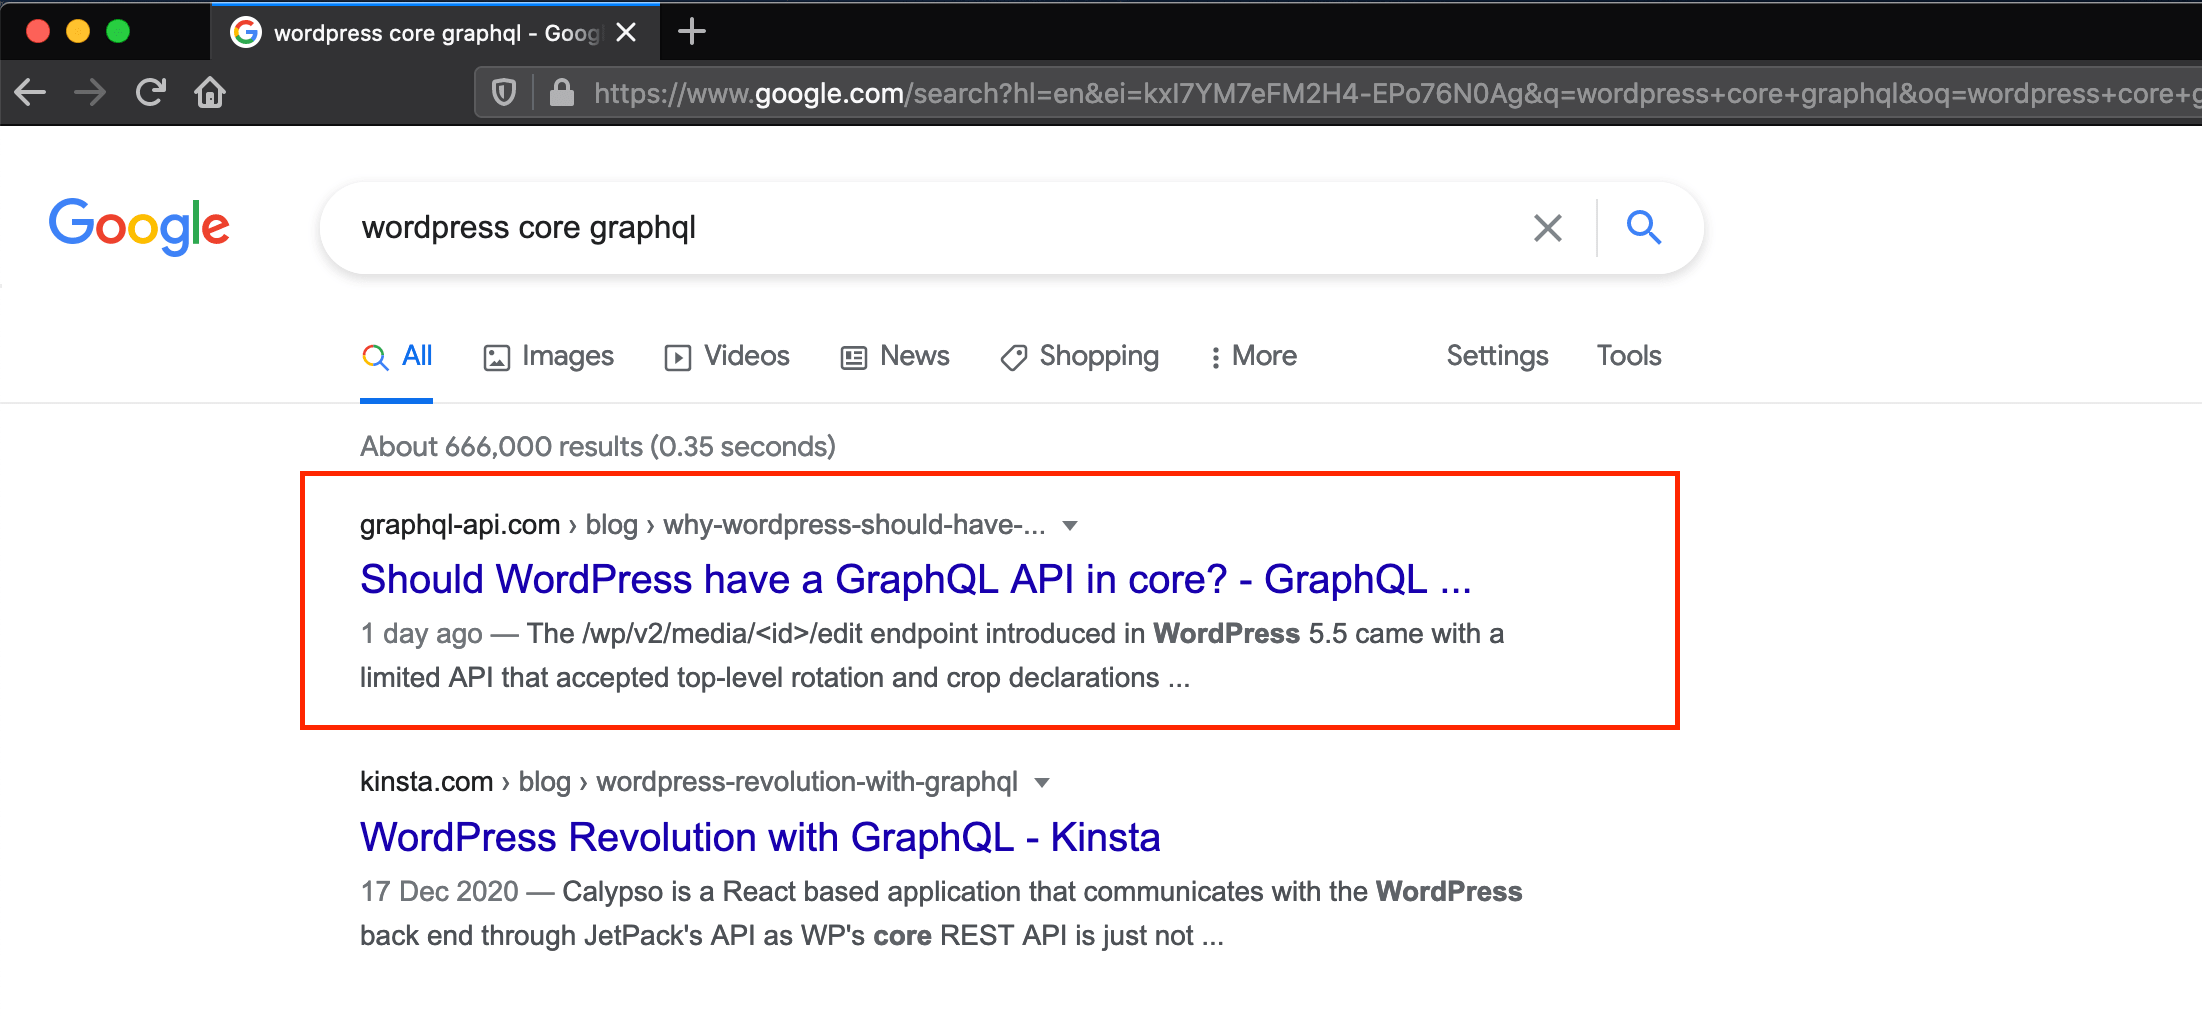 wordpress core graphql - Goog
https://www.google.com/search?hl=en&ei=kxI7YM7eFM2H4-EPo76N0Ag&q=wordpress+core+graphql&oq=wordpress+core+g
Google
wordpress core graphql
All Images Videos News Shopping More Settings Tools
About 666,000 results (0.35 seconds)
graphql-api.com › blog › why-wordpress-should-have-...
Should WordPress have a GraphQL API in core? - GraphQL ...
1 day ago — The /wp/v2/media/<id>/edit endpoint introduced in WordPress 5.5 came with a
limited API that accepted top-level rotation and crop declarations ...
kinsta.com › blog › wordpress-revolution-with-graphql
WordPress Revolution with GraphQL - Kinsta
17 Dec 2020 — Calypso is a React based application that communicates with the WordPress
back end through JetPack's API as WP's core REST API is just not ...